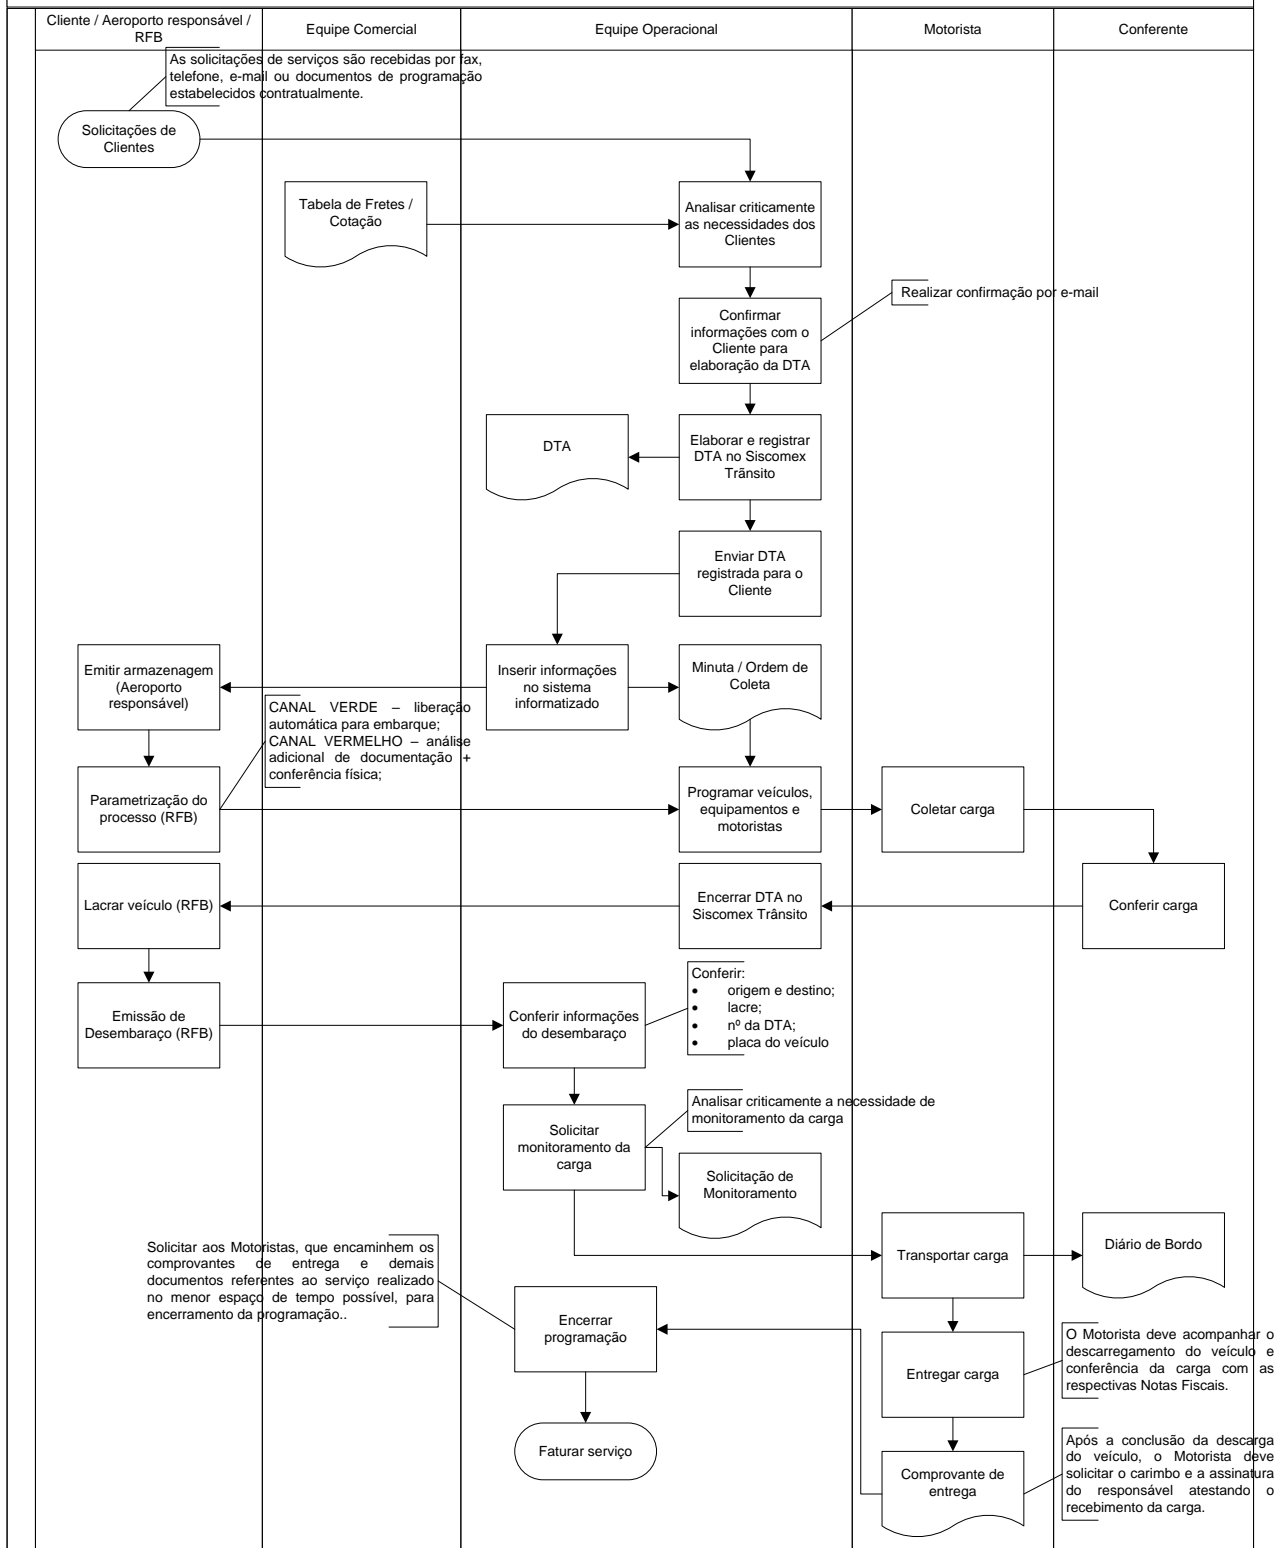 Cliente / Aeroporto responsável /
RFB
Equipe Comercial
Equipe Operacional
Motorista
Conferente
As solicitações de serviços são recebidas por fax,
telefone, e-mail ou documentos de programação
estabelecidos contratualmente.
Solicitações de
Clientes
Tabela de Fretes /
Cotação
Analisar criticamente
as necessidades dos
Clientes
Realizar confirmação por e-mail
Confirmar
informações com o
Cliente para
elaboração da DTA
DTA
Elaborar e registrar
DTA no Siscomex
Trãnsito
Enviar DTA
registrada para o
Cliente
Emitir armazenagem
(Aeroporto
responsável)
Inserir informações
no sistema
informatizado
Minuta / Ordem de
Coleta
CANAL VERDE – liberação
automática para embarque;
CANAL VERMELHO – análise
adicional de documentação +
conferência física;
Parametrização do
processo (RFB)
Programar veículos,
equipamentos e
motoristas
Coletar carga
Lacrar veículo (RFB)
Encerrar DTA no
Siscomex Trânsito
Conferir carga
Emissão de
Desembaraço (RFB)
Conferir informações
do desembaraço
Conferir:
• origem e destino;
• lacre;
• nº da DTA;
• placa do veículo
Analisar criticamente a necessidade de
monitoramento da carga
Solicitar
monitoramento da
carga
Solicitação de
Monitoramento
Solicitar aos Motoristas, que encaminhem os
comprovantes de entrega e demais
documentos referentes ao serviço realizado
no menor espaço de tempo possível, para
encerramento da programação..
Transportar carga
Diário de Bordo
Encerrar
programação
Entregar carga
O Motorista deve acompanhar o
descarregamento do veículo e
conferência da carga com as
respectivas Notas Fiscais.
Faturar serviço
Comprovante de
entrega
Após a conclusão da descarga
do veículo, o Motorista deve
solicitar o carimbo e a assinatura
do responsável atestando o
recebimento da carga.